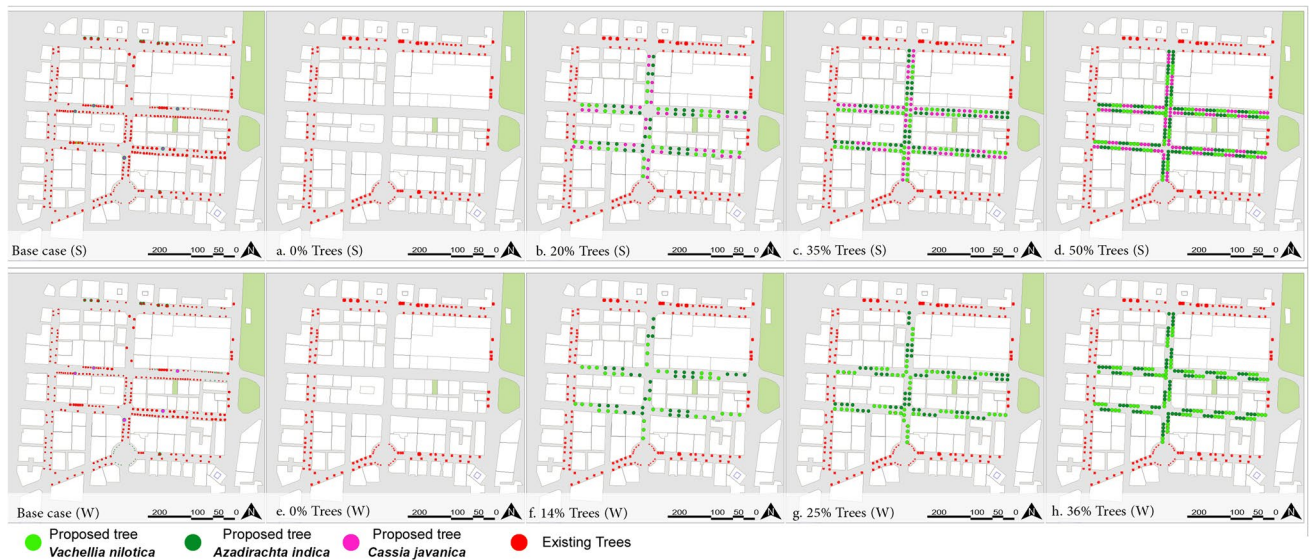 Base case (S)
200 100 50 0 N
a. 0% Trees (S)
200 100 50 0 N
b. 20% Trees (S)
200 100 50 0 N
c. 35% Trees (S)
200 100 50 0 N
d. 50% Trees (S)
200 100 50 0 N
Base case (W)
200 100 50 0 N
e. 0% Trees (W)
200 100 50 0 N
f. 14% Trees (W)
200 100 50 0 N
g. 25% Trees (W)
200 100 50 0 N
h. 36% Trees (W)
200 100 50 0 N
Proposed tree
Vachellia nilotica
Proposed tree
Azadirachta indica
Proposed tree
Cassia javanica
Existing Trees